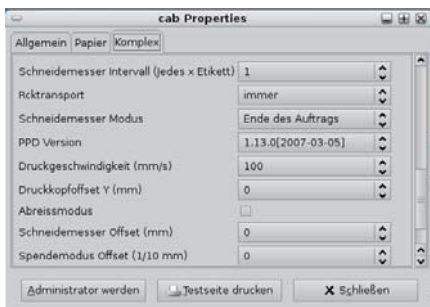 cab Properties
Allgemein Papier Komplex
Schneidemesser Intervall (Jedes x Etikett) 1
Rcktransport immer
Schneidemesser Modus Ende des Auftrags
PPD Version 1.13.0[2007-03-05]
Druckgeschwindigkeit (mm/s) 100
Druckkopfoffset Y (mm) 0
Abreissmodus
Schneidemesser Offset (mm) 0
Spendemodus Offset (1/10 mm) 0
Administrator werden Testseite drucken Schließen